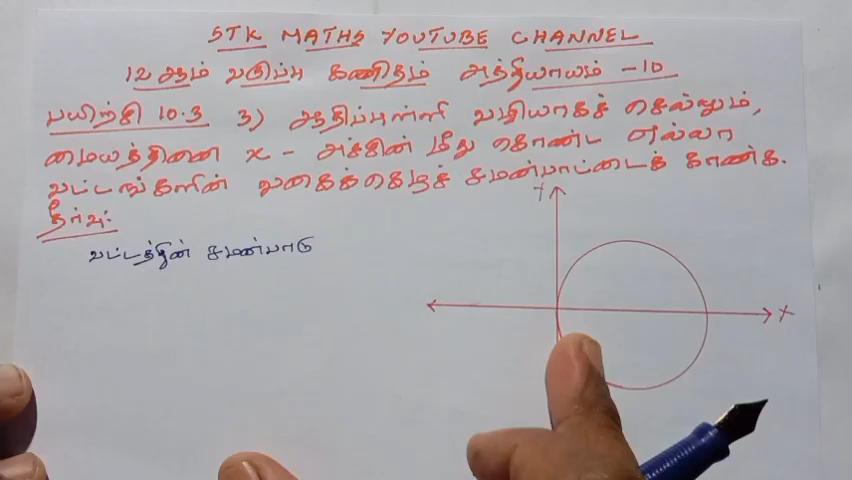 STK MATHS YOUTUBE CHANNEL
12 ஆம் வகுப்பு கணிதம் அத்தியாயம் - 10
பயிற்சி 10.3 3) ஆதிப்புள்ளி வழியாகச் செல்லும்,
மையத்தினை x - அச்சின் மீது கொண்ட எல்லா
வட்டங்களின் வகைக்கெழுச் சமன்பாட்டைக் காண்க.
தீர்வு:
வட்டத்தின் சமன்பாடு
Y
X